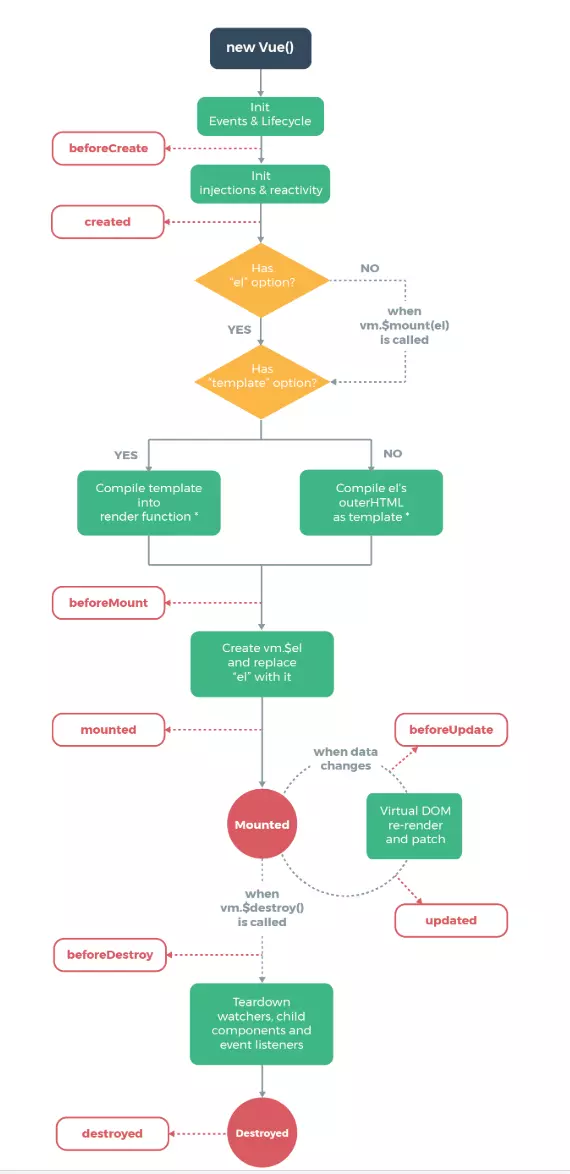 new Vue()
Init
Events & Lifecycle
beforeCreate
Init
injections & reactivity
created
Has
"el" option?
NO
when
vm.$mount(el)
is called
YES
Has
"template" option?
YES
NO
Compile template
into
render function *
Compile el's
outerHTML
as template *
beforeMount
Create vm.$el
and replace
"el" with it
mounted
beforeUpdate
when data
changes
Mounted
Virtual DOM
re-render
and patch
when
vm.$destroy()
is called
updated
beforeDestroy
Teardown
watchers, child
components and
event listeners
destroyed
Destroyed